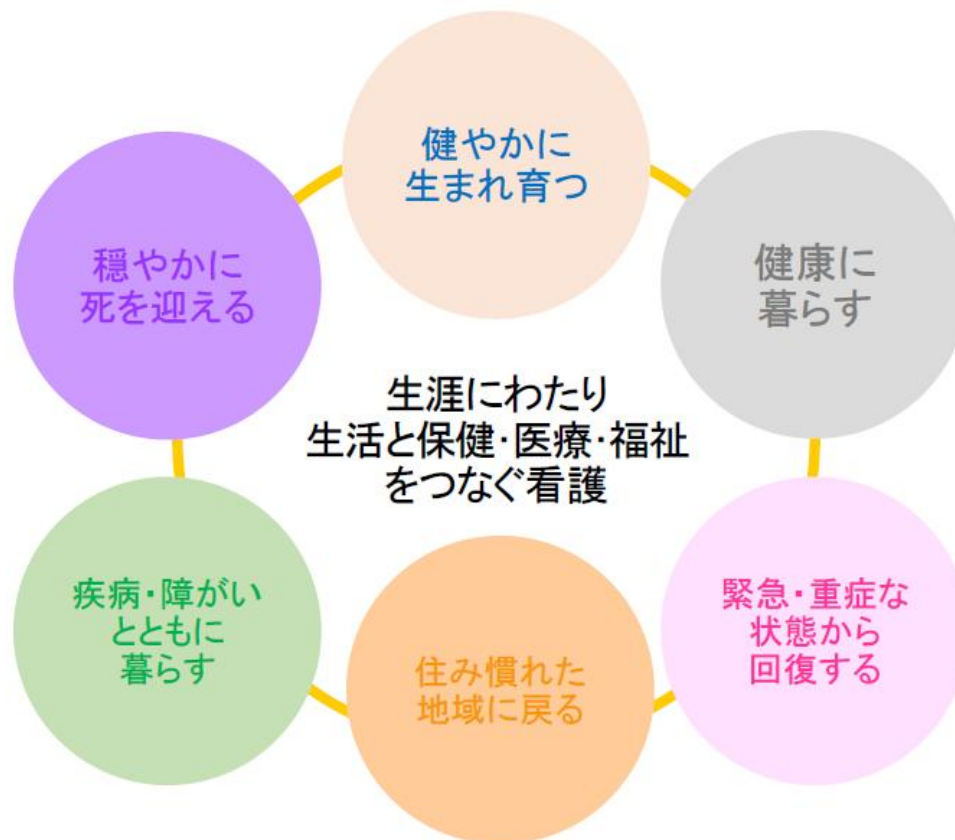 健やかに
生まれ育つ
健康に
暮らす
緊急・重症な
状態から
回復する
住み慣れた
地域に戻る
疾病・障がい
とともに
暮らす
穏やかに
死を迎える
生涯にわたり
生活と保健・医療・福祉
をつなぐ看護